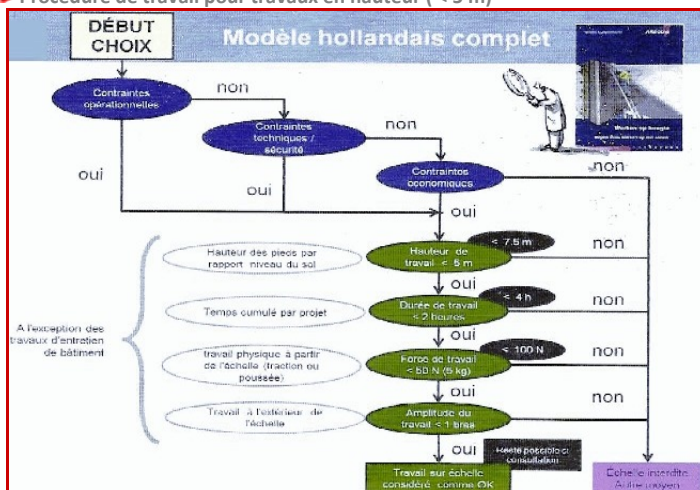 Procédure de travail pour travaux en hauteur ( < 5 m)
DÉBUT
CHOIX
Modèle hollandais complet
Contraintes
opérationnelles
non
Contraintes
techniques /
sécurité
non
Contraintes
économiques
non
oui
oui
oui
Hauteur des pieds par
rapport niveau du sol
Hauteur de
travail < 5 m
< 7.5 m
non
oui
Temps cumulé par projet
Durée de travail
< 2 heures
< 4 h
non
oui
A l'exception des
travaux d'entretien
de bâtiment
travail physique à partir
de l'échelle (traction ou
poussée)
Force de travail
< 50 N (5 kg)
< 100 N
non
oui
Travail à l'extérieur de
l'échelle
Amplitude du
travail < 1 bras
non
oui
Reste possible si
consultation
Travail sur échelle
considéré comme OK
Échelle interdite
Autre moyen